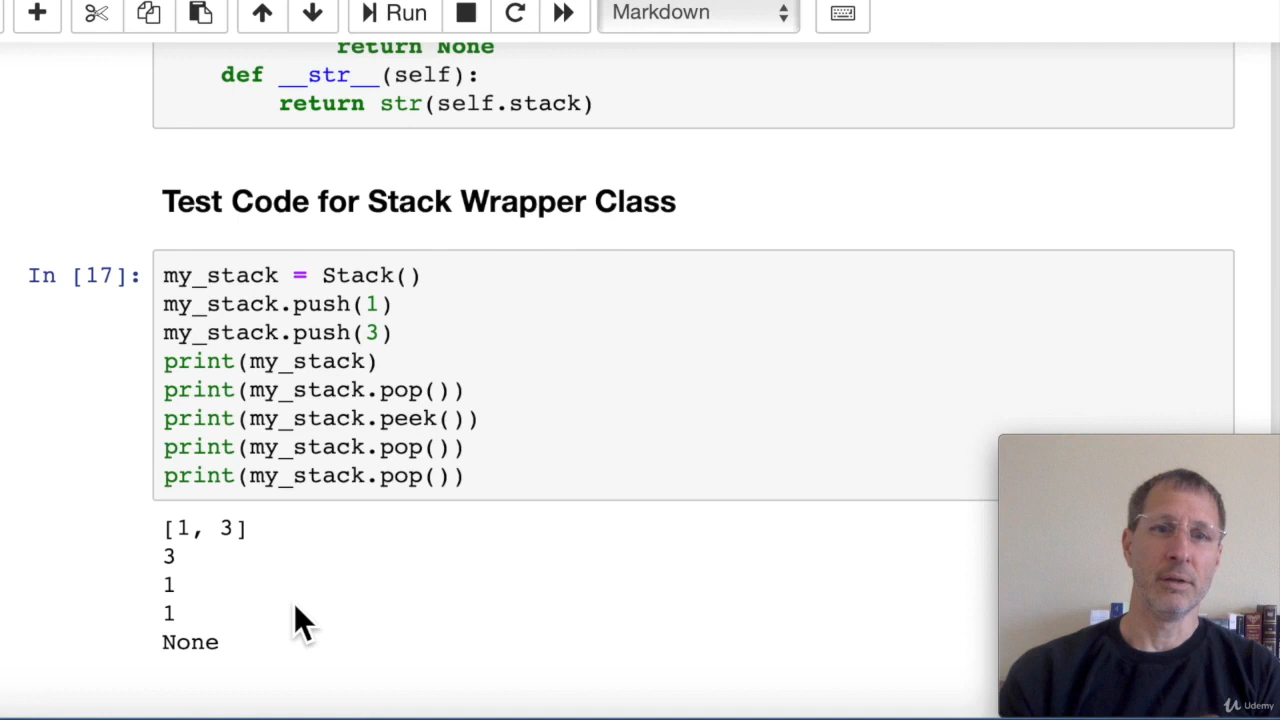 Run
Markdown
return None
def __str__(self):
return str(self.stack)
Test Code for Stack Wrapper Class
In [17]:
my_stack = Stack()
my_stack.push(1)
my_stack.push(3)
print(my_stack)
print(my_stack.pop())
print(my_stack.peek())
print(my_stack.pop())
print(my_stack.pop())
[1, 3]
3
1
1
None
Udemy